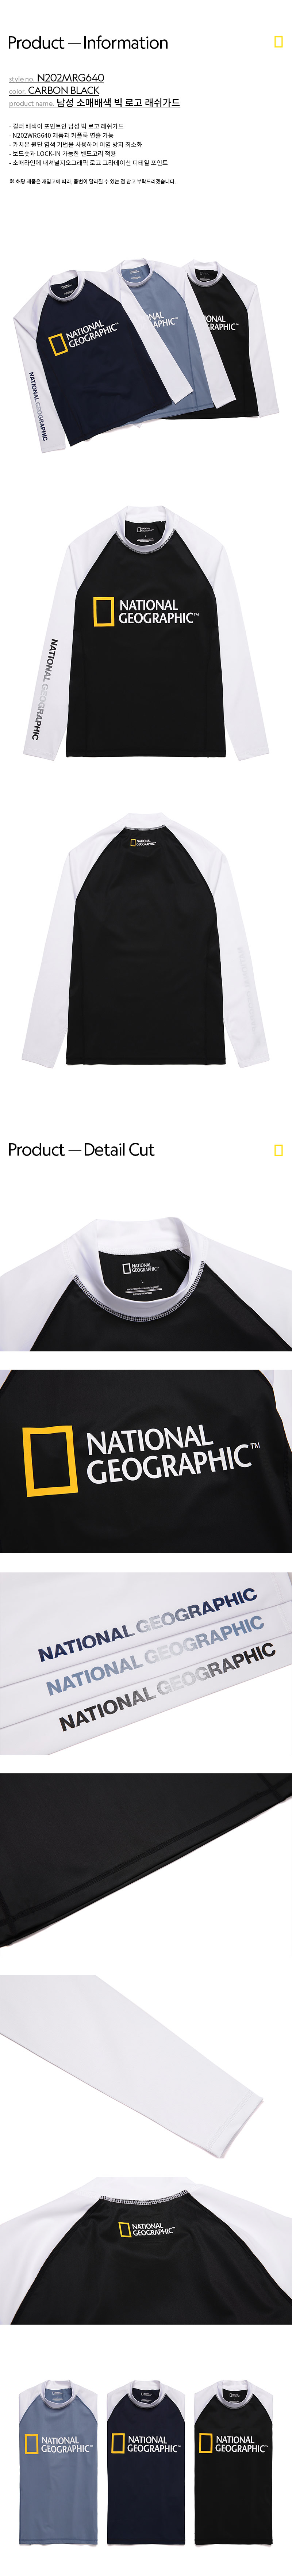 Product — Information
style no. N202MRG640
color. CARBON BLACK
product name. 남성 소매배색 빅 로고 래쉬가드
- 컬러 배색이 포인트인 남성 빅 로고 래쉬가드
- N202WRG640 제품과 커플룩 연출 가능
- 카치온 원단 염색 기법을 사용하여 이염 방지 최소화
- 보드숏과 LOCK-IN 가능한 밴드고리 적용
- 소매라인에 내셔널지오그래픽 로고 그라데이션 디테일 포인트
※ 해당 제품은 재입고에 따라, 품번이 달라질 수 있는 점 참고 부탁드리겠습니다.
NATIONAL
GEOGRAPHIC™
NATIONAL GEOGRAPHIC
NATIONAL
GEOGRAPHIC™
NATIONAL GEOGRAPHIC
NATIONAL
GEOGRAPHIC
Product — Detail Cut
NATIONAL
GEOGRAPHIC
L
NATIONAL
GEOGRAPHIC™
NATIONAL GEOGRAPHIC
NATIONAL GEOGRAPHIC
NATIONAL GEOGRAPHIC
NATIONAL
GEOGRAPHIC™
NATIONAL
GEOGRAPHIC™
NATIONAL
GEOGRAPHIC™
NATIONAL
GEOGRAPHIC™